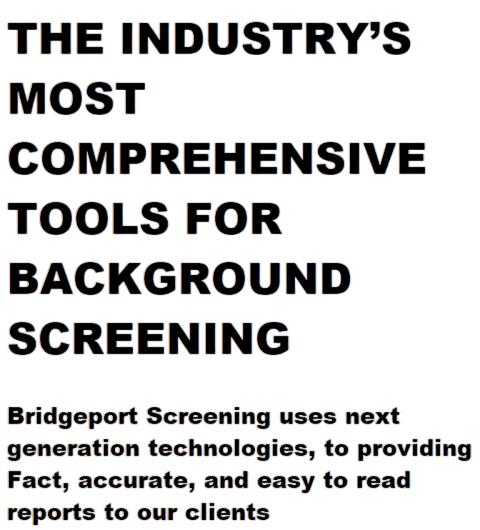 THE INDUSTRY’S
MOST
COMPREHENSIVE
TOOLS FOR
BACKGROUND
SCREENING
Bridgeport Screening uses next
generation technologies, to providing
Fact, accurate, and easy to read
reports to our clients